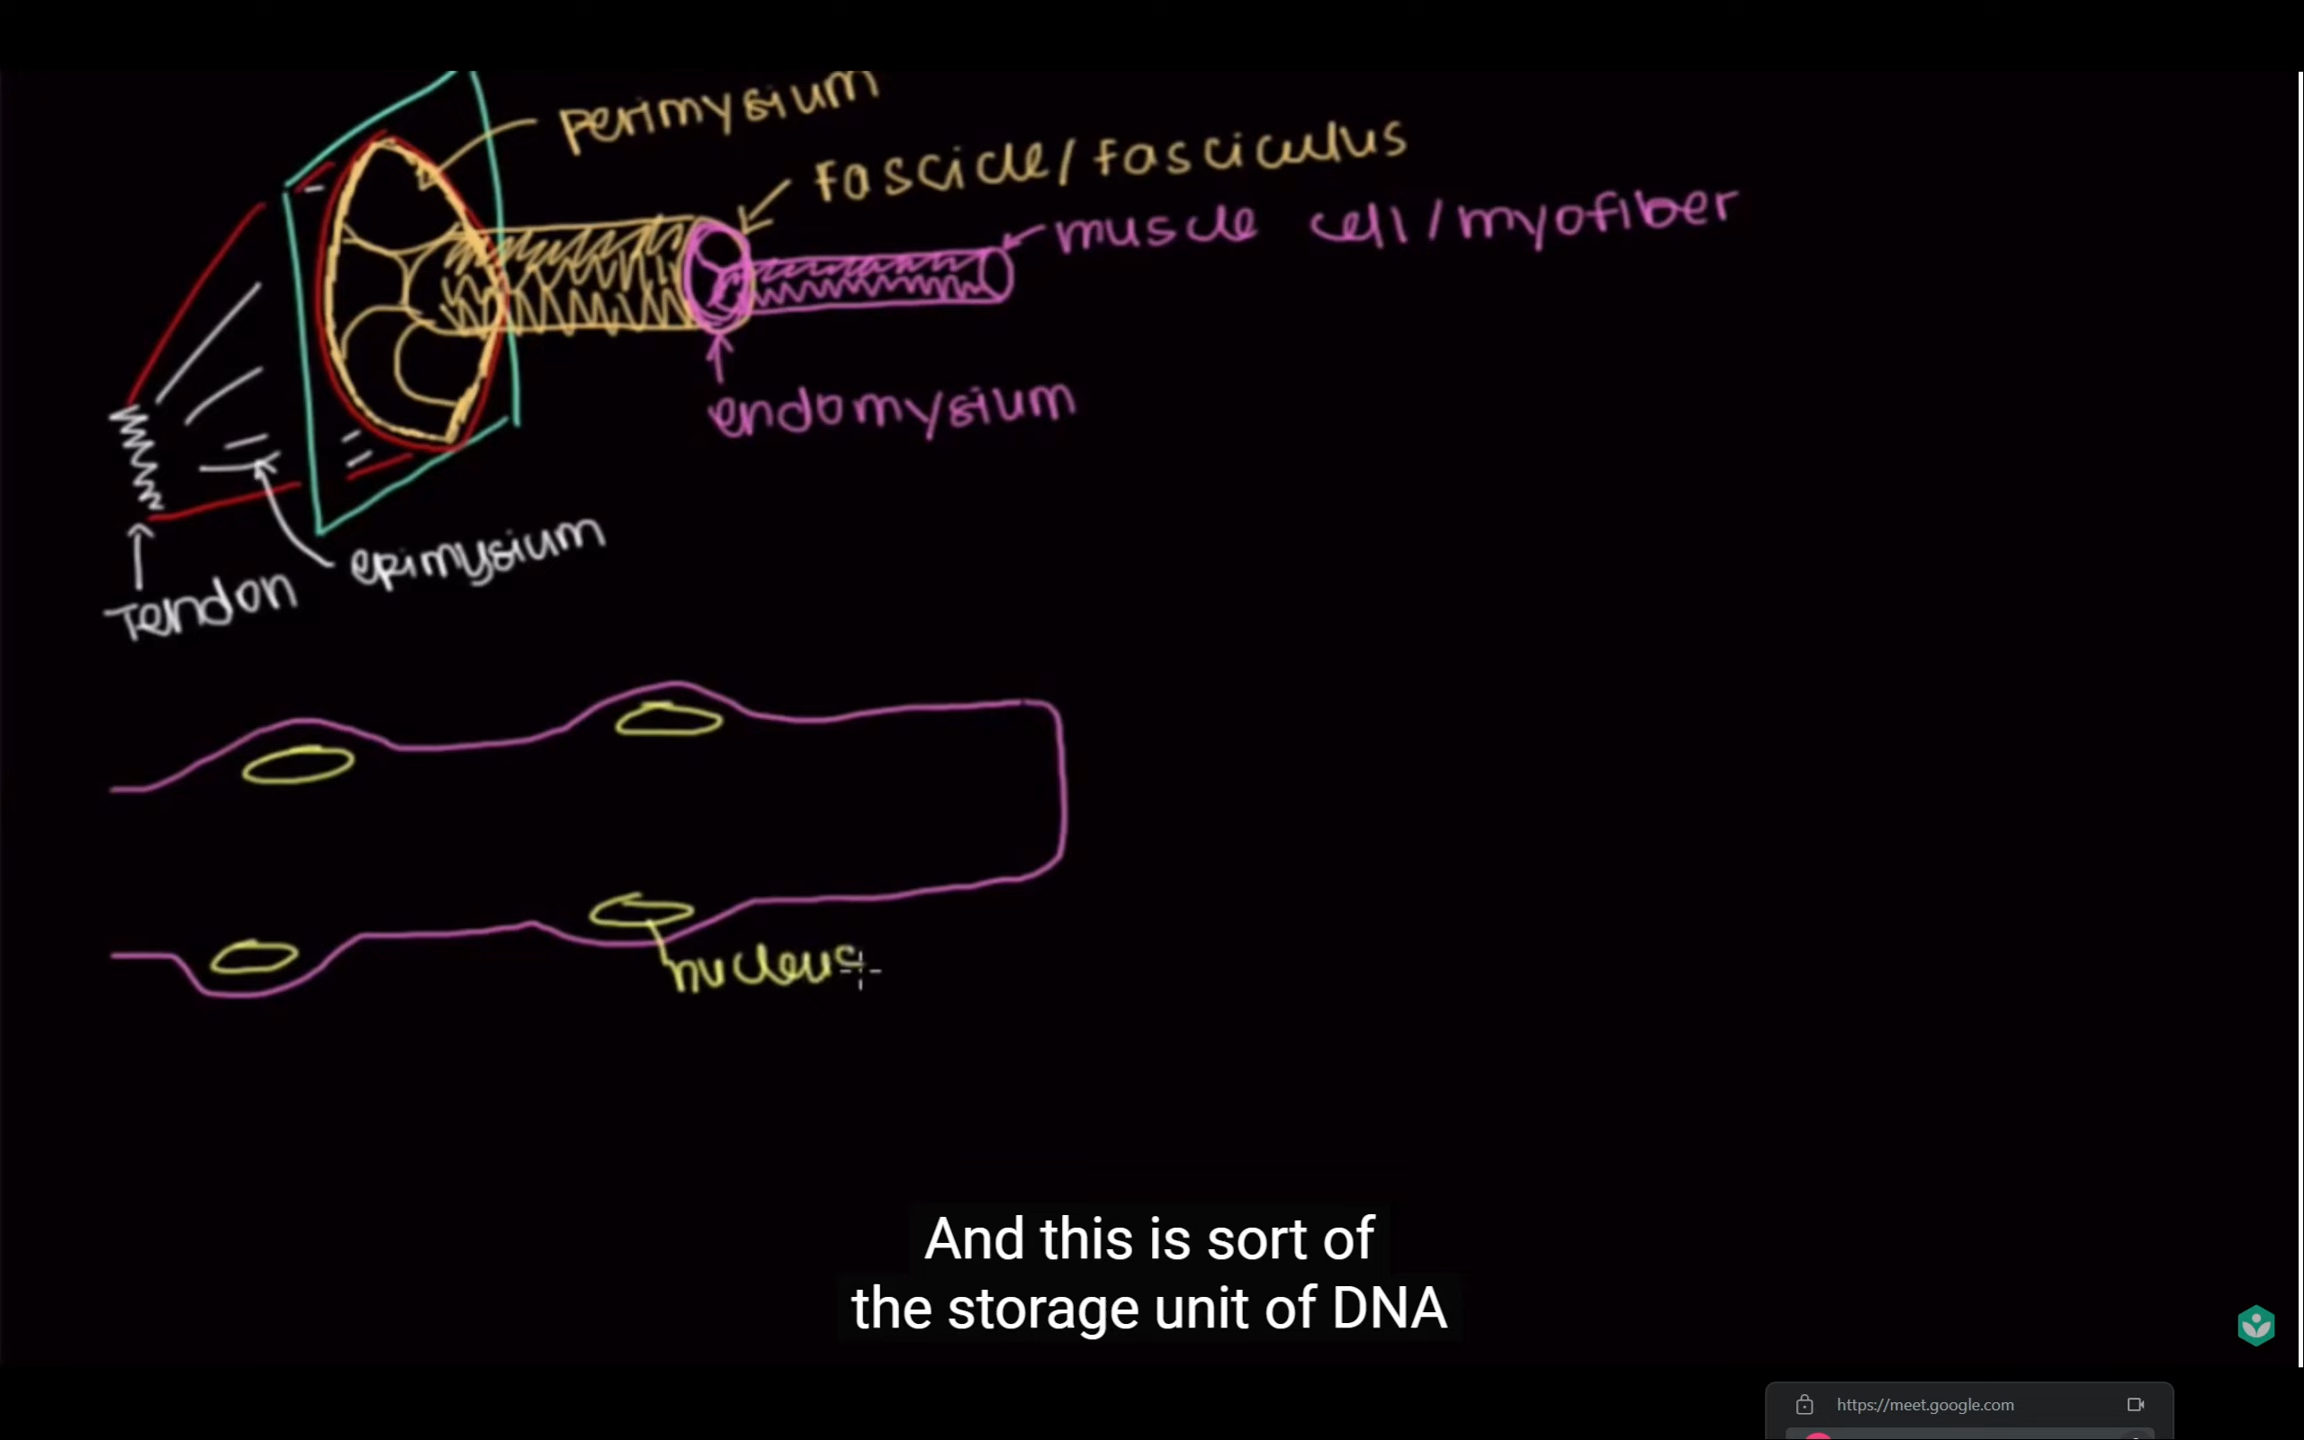 perimysium
fascicle/fasciculus
muscle cell/myofiber
endomysium
epimysium
Tendon
nucleus
And this is sort of
the storage unit of DNA
https://meet.google.com